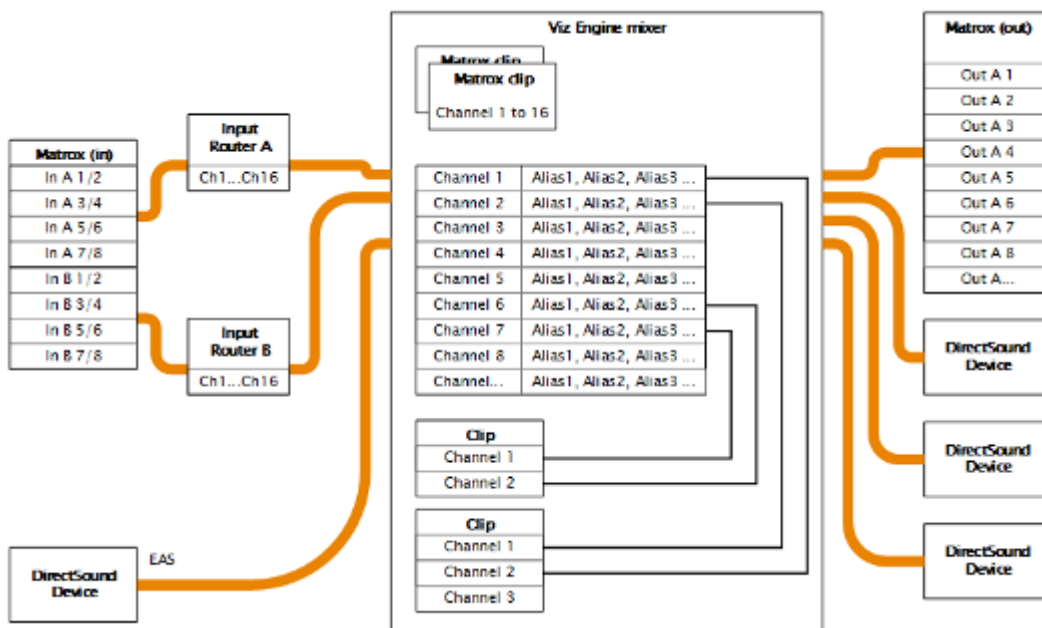 Viz Engine mixer
Matrox clip
Matrox clip
Channel 1 to 16
Matrox (in)
In A 1/2
In A 3/4
In A 5/6
In A 7/8
In B 1/2
In B 3/4
In B 5/6
In B 7/8
Input
Router A
Ch1...Ch16
Input
Router B
Ch1...Ch16
EAS
DirectSound
Device
Channel 1 Alias1, Alias2, Alias3 ...
Channel 2 Alias1, Alias2, Alias3 ...
Channel 3 Alias1, Alias2, Alias3 ...
Channel 4 Alias1, Alias2, Alias3 ...
Channel 5 Alias1, Alias2, Alias3 ...
Channel 6 Alias1, Alias2, Alias3 ...
Channel 7 Alias1, Alias2, Alias3 ...
Channel 8 Alias1, Alias2, Alias3 ...
Channel... Alias1, Alias2, Alias3 ...
Clip
Channel 1
Channel 2
Clip
Channel 1
Channel 2
Channel 3
Matrox (out)
Out A 1
Out A 2
Out A 3
Out A 4
Out A 5
Out A 6
Out A 7
Out A 8
Out A...
DirectSound
Device
DirectSound
Device
DirectSound
Device